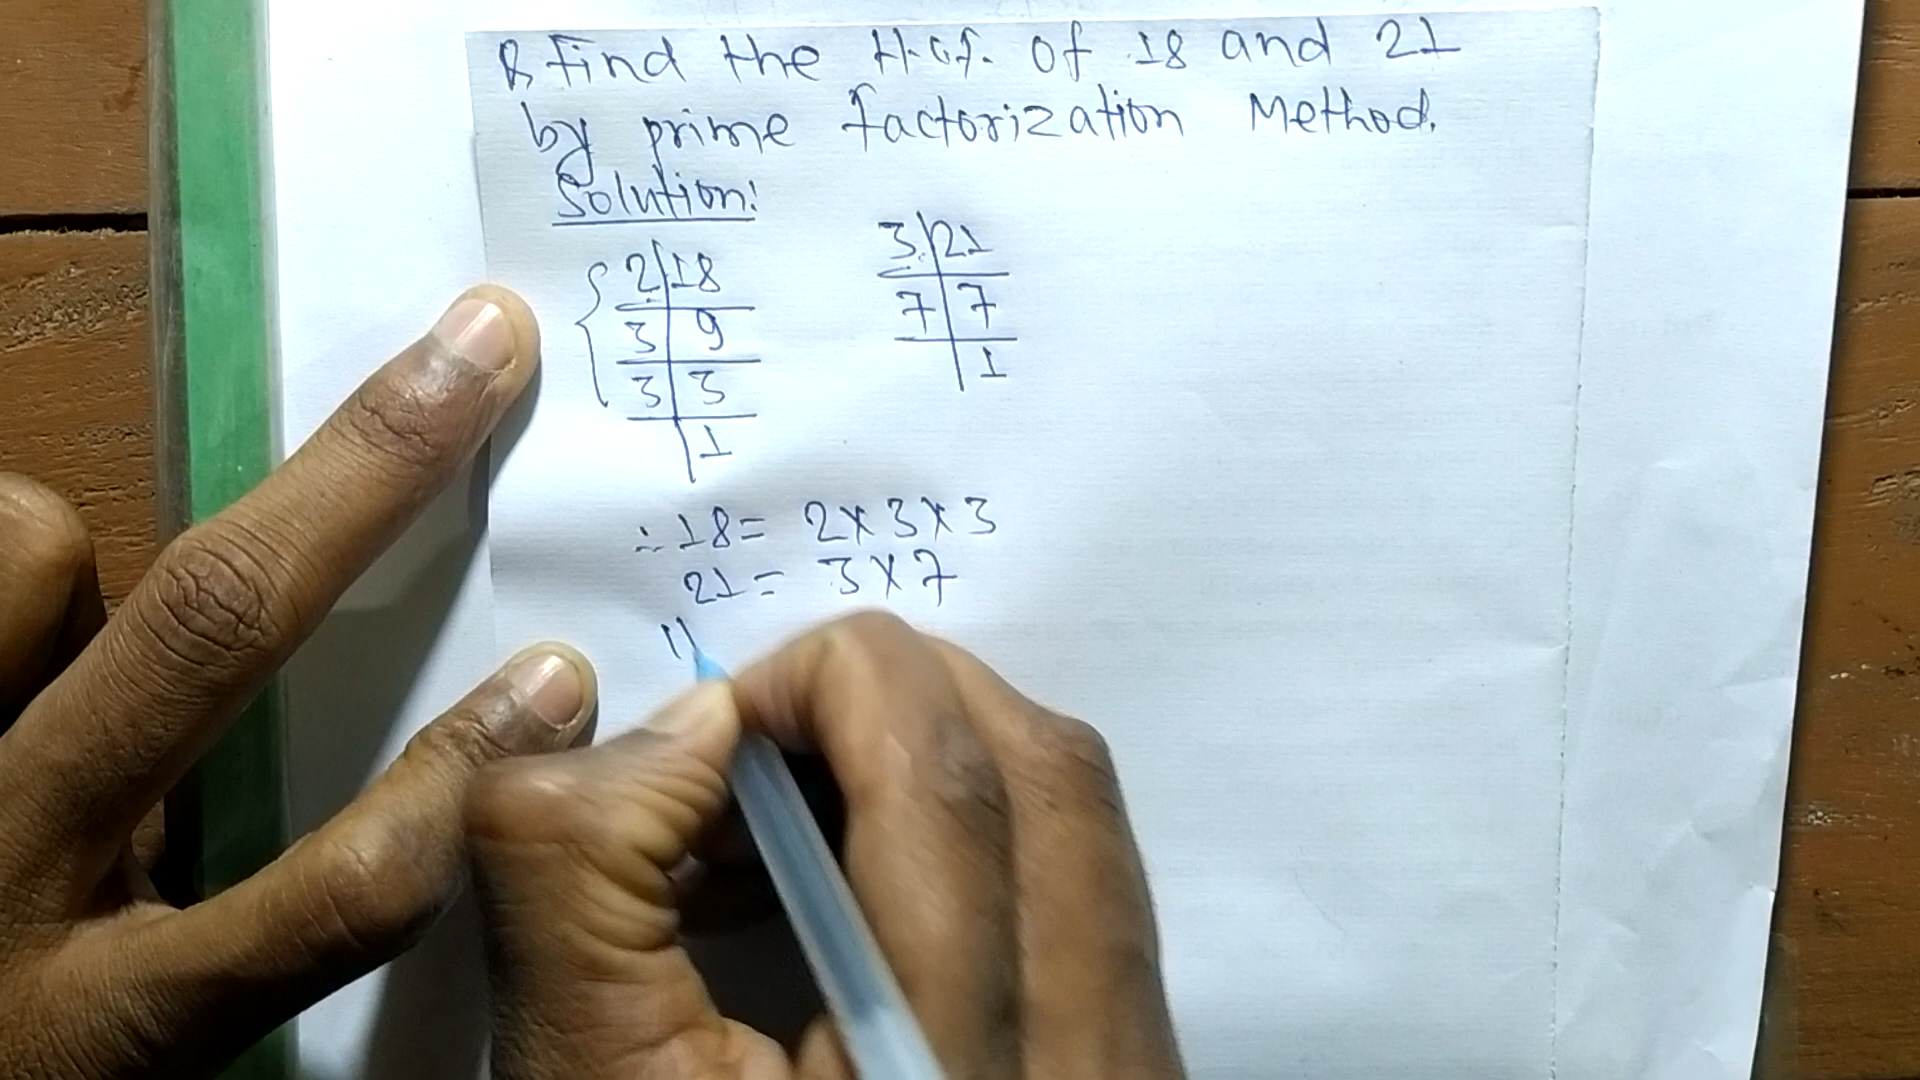 Q. Find the H.C.F. of 18 and 21
by prime factorization Method.
Solution:
2|18
3|9
3|3
|1
3|21
7|7
|1
∴ 18 = 2×3×3
21 = 3×7